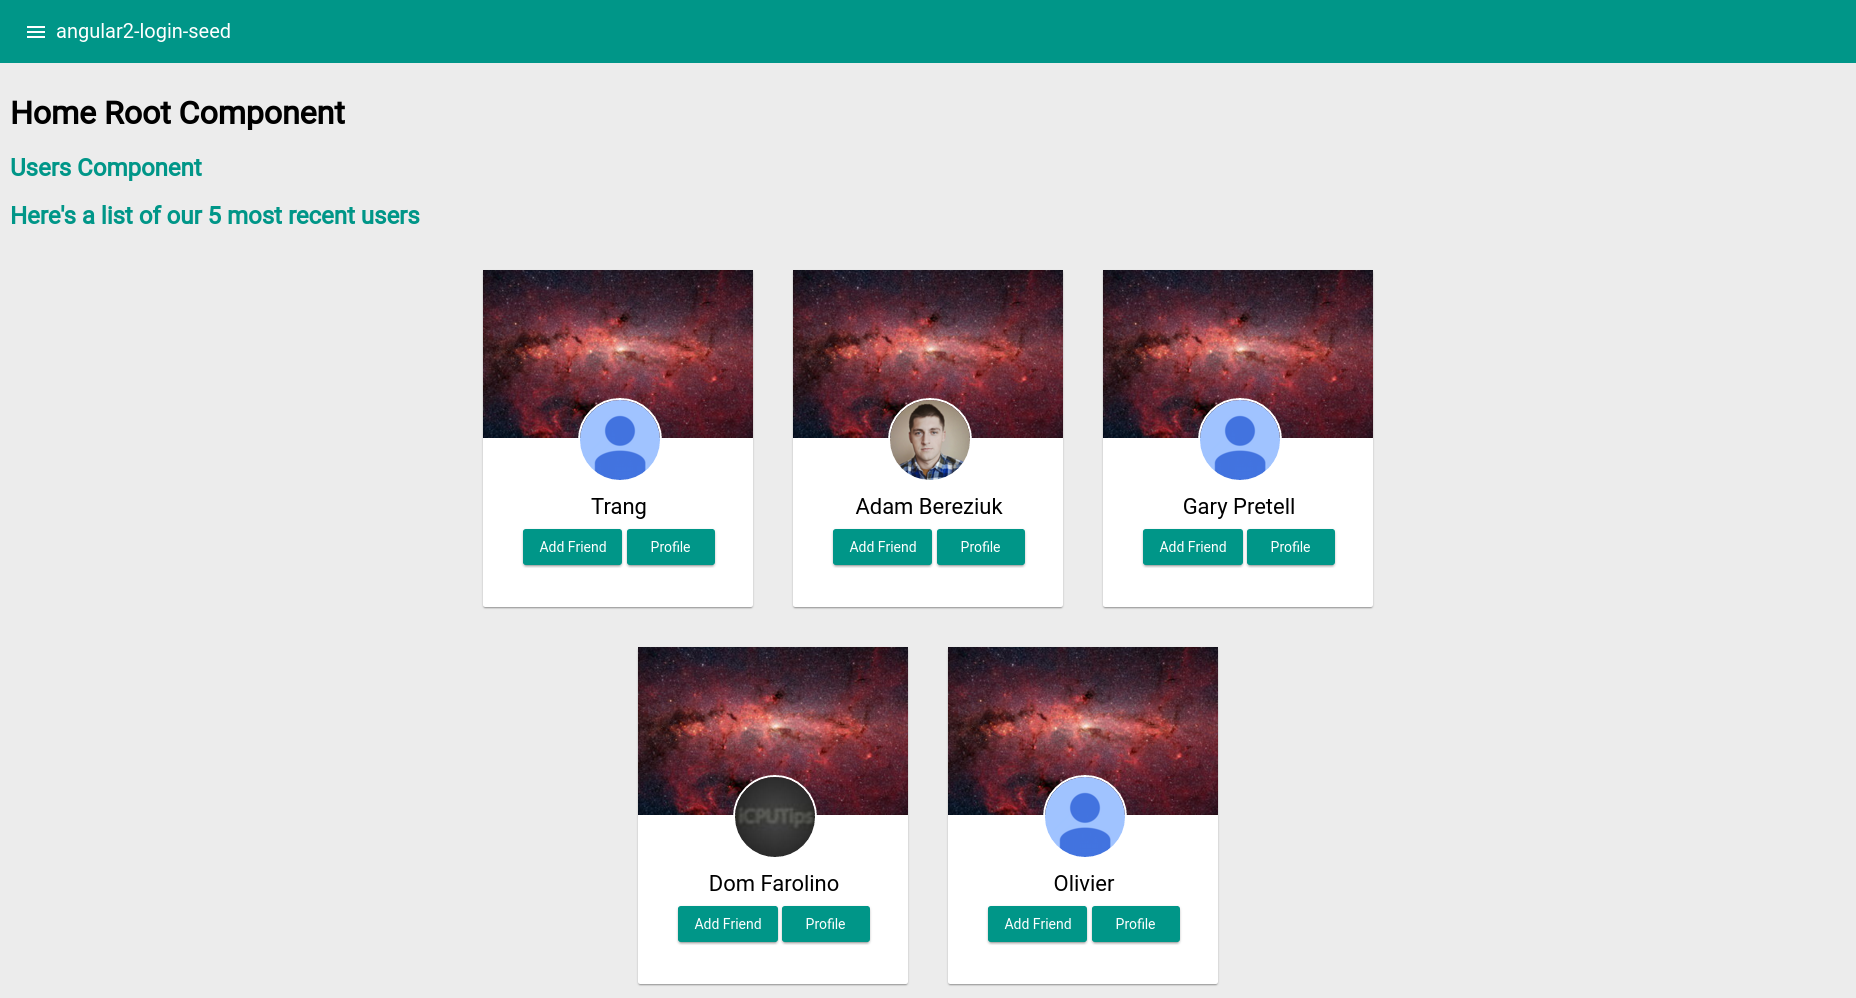 angular2-login-seed
Home Root Component
Users Component
Here's a list of our 5 most recent users
Trang
Add Friend Profile
Adam Bereziuk
Add Friend Profile
Gary Pretell
Add Friend Profile
iCPUTips
Dom Farolino
Add Friend Profile
Olivier
Add Friend Profile